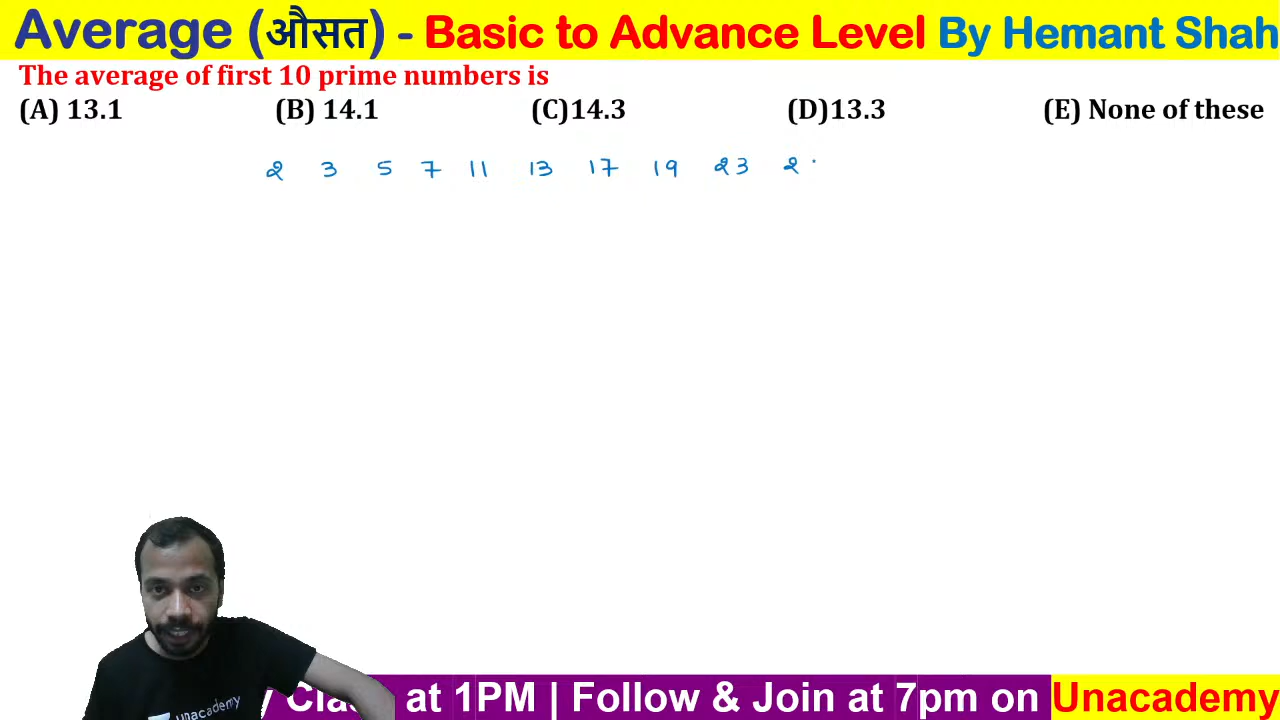 Average (औसत) - Basic to Advance Level By Hemant Shah
The average of first 10 prime numbers is
(A) 13.1 (B) 14.1 (C)14.3 (D)13.3 (E) None of these
2 3 5 7 11 13 17 19 23 2
at 1PM | Follow & Join at 7pm on Unacademy
unacademy